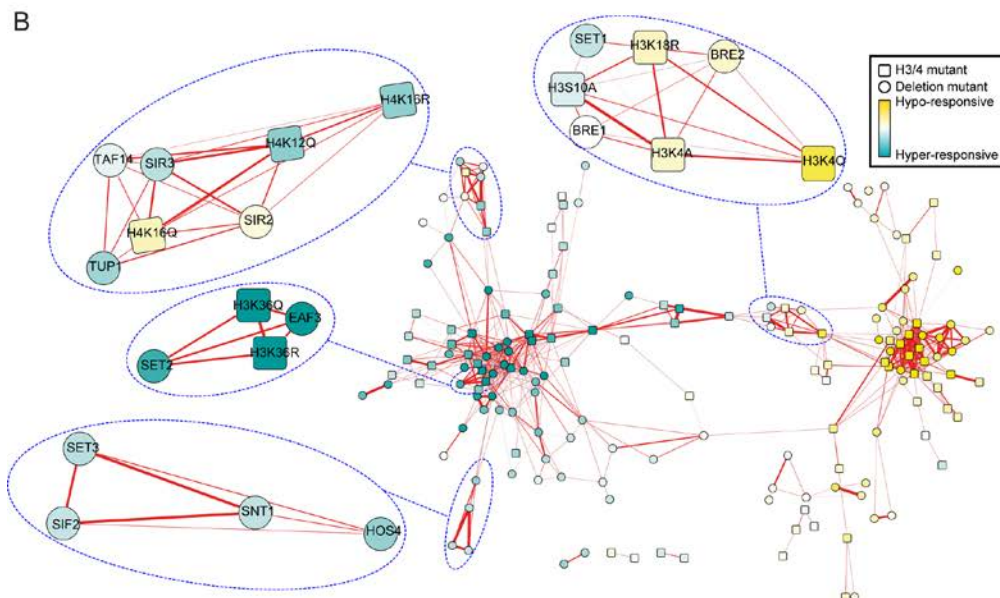 B
SET1
H3K18R
BRE2
H3S10A
BRE1
H3K4A
H3K4Q
H3/4 mutant
Deletion mutant
Hypo-responsive
Hyper-responsive
H4K16R
H4K12Q
TAF14
SIR3
H4K16Q
SIR2
TUP1
H3K36Q
EAF3
SET2
H3K36R
SET3
SIF2
SNT1
HOS4